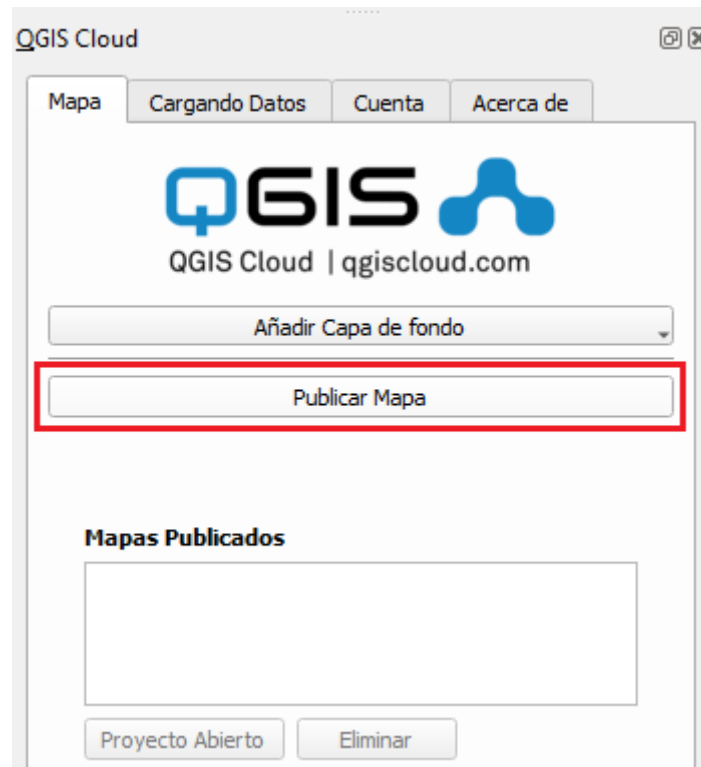 QGIS Cloud
Mapa Cargando Datos Cuenta Acerca de
QGIS
QGIS Cloud | qgiscloud.com
Añadir Capa de fondo
Publicar Mapa
Mapas Publicados
Proyecto Abierto Eliminar